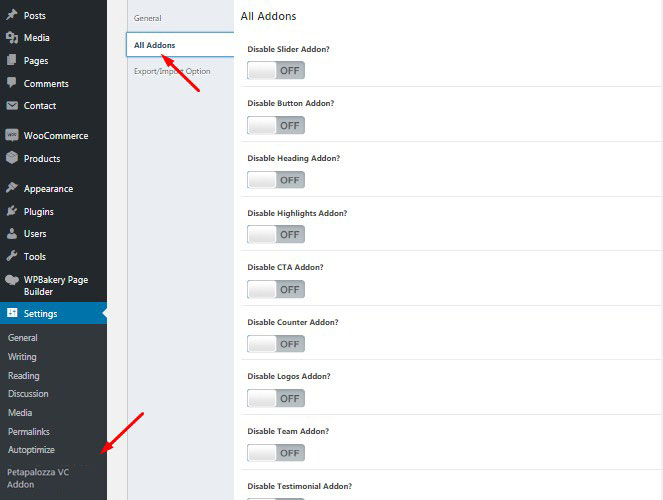 Posts
Media
Pages
Comments
Contact
WooCommerce
Products
Appearance
Plugins
Users
Tools
WPBakery Page
Builder
Settings
General
Writing
Reading
Discussion
Media
Permalinks
Autoptimize
Petapalozza VC
Addon
General
All Addons
Export/Import Option
All Addons
Disable Slider Addon?
OFF
Disable Button Addon?
OFF
Disable Heading Addon?
OFF
Disable Highlights Addon?
OFF
Disable CTA Addon?
OFF
Disable Counter Addon?
OFF
Disable Logos Addon?
OFF
Disable Team Addon?
OFF
Disable Testimonial Addon?